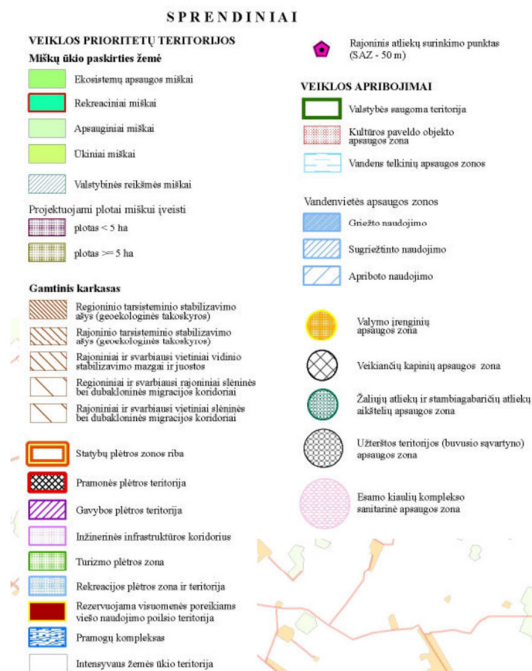 SPRENDINIAI
VEIKLOS PRIORITETŲ TERITORIJOS
Miškų ūkio paskirties žemė
Ekosistemų apsaugos miškai
Rekreaciniai miškai
Apsauginiai miškai
Ūkiniai miškai
Valstybinės reikšmės miškai
Projektuojami plotai miškui įveisti
plotas < 5 ha
plotas >= 5 ha
Gamtinis karkasas
Regioninio tarsisteminio stabilizavimo
ašys (geoekologinės takoskyros)
Rajoninio tarsisteminio stabilizavimo
ašys (geoekologinės takoskyros)
Rajoniniai ir svarbiausi vietiniai vidinio
stabilizavimo mazgai ir juostos
Regioniniai ir svarbiausi rajoniniai slėninės
bei dubakloninės migracijos koridoriai
Rajoniniai ir svarbiausi vietiniai slėninės
bei dubakloninės migracijos koridoriai
Statybų plėtros zonos riba
Pramonės plėtros teritorija
Gavybos plėtros teritorija
Inžinerinės infrastruktūros koridorius
Turizmo plėtros zona
Rekreacijos plėtros zona ir teritorija
Rezervuojama visuomenės poreikiams
viešo naudojimo poilsio teritorija
Pramogų kompleksas
Intensyvaus žemės ūkio teritorija
Rajoninis atliekų surinkimo punktas
(SAZ - 50 m)
VEIKLOS APRIBOJIMAI
Valstybės saugoma teritorija
Kultūros paveldo objekto
apsaugos zona
Vandens telkinių apsaugos zonos
Vandenvietės apsaugos zonos
Griežto naudojimo
Sugriežtinto naudojimo
Apriboto naudojimo
Valymo įrenginių
apsaugos zona
Veikiančių kapinių apsaugos zona
Žaliųjų atliekų ir stambiagabaričių atliekų
aikštelių apsaugos zona
Užterštos teritorijos (buvusio sąvartyno)
apsaugos zona
Esamo kiaulių komplekso
sanitarinė apsaugos zona